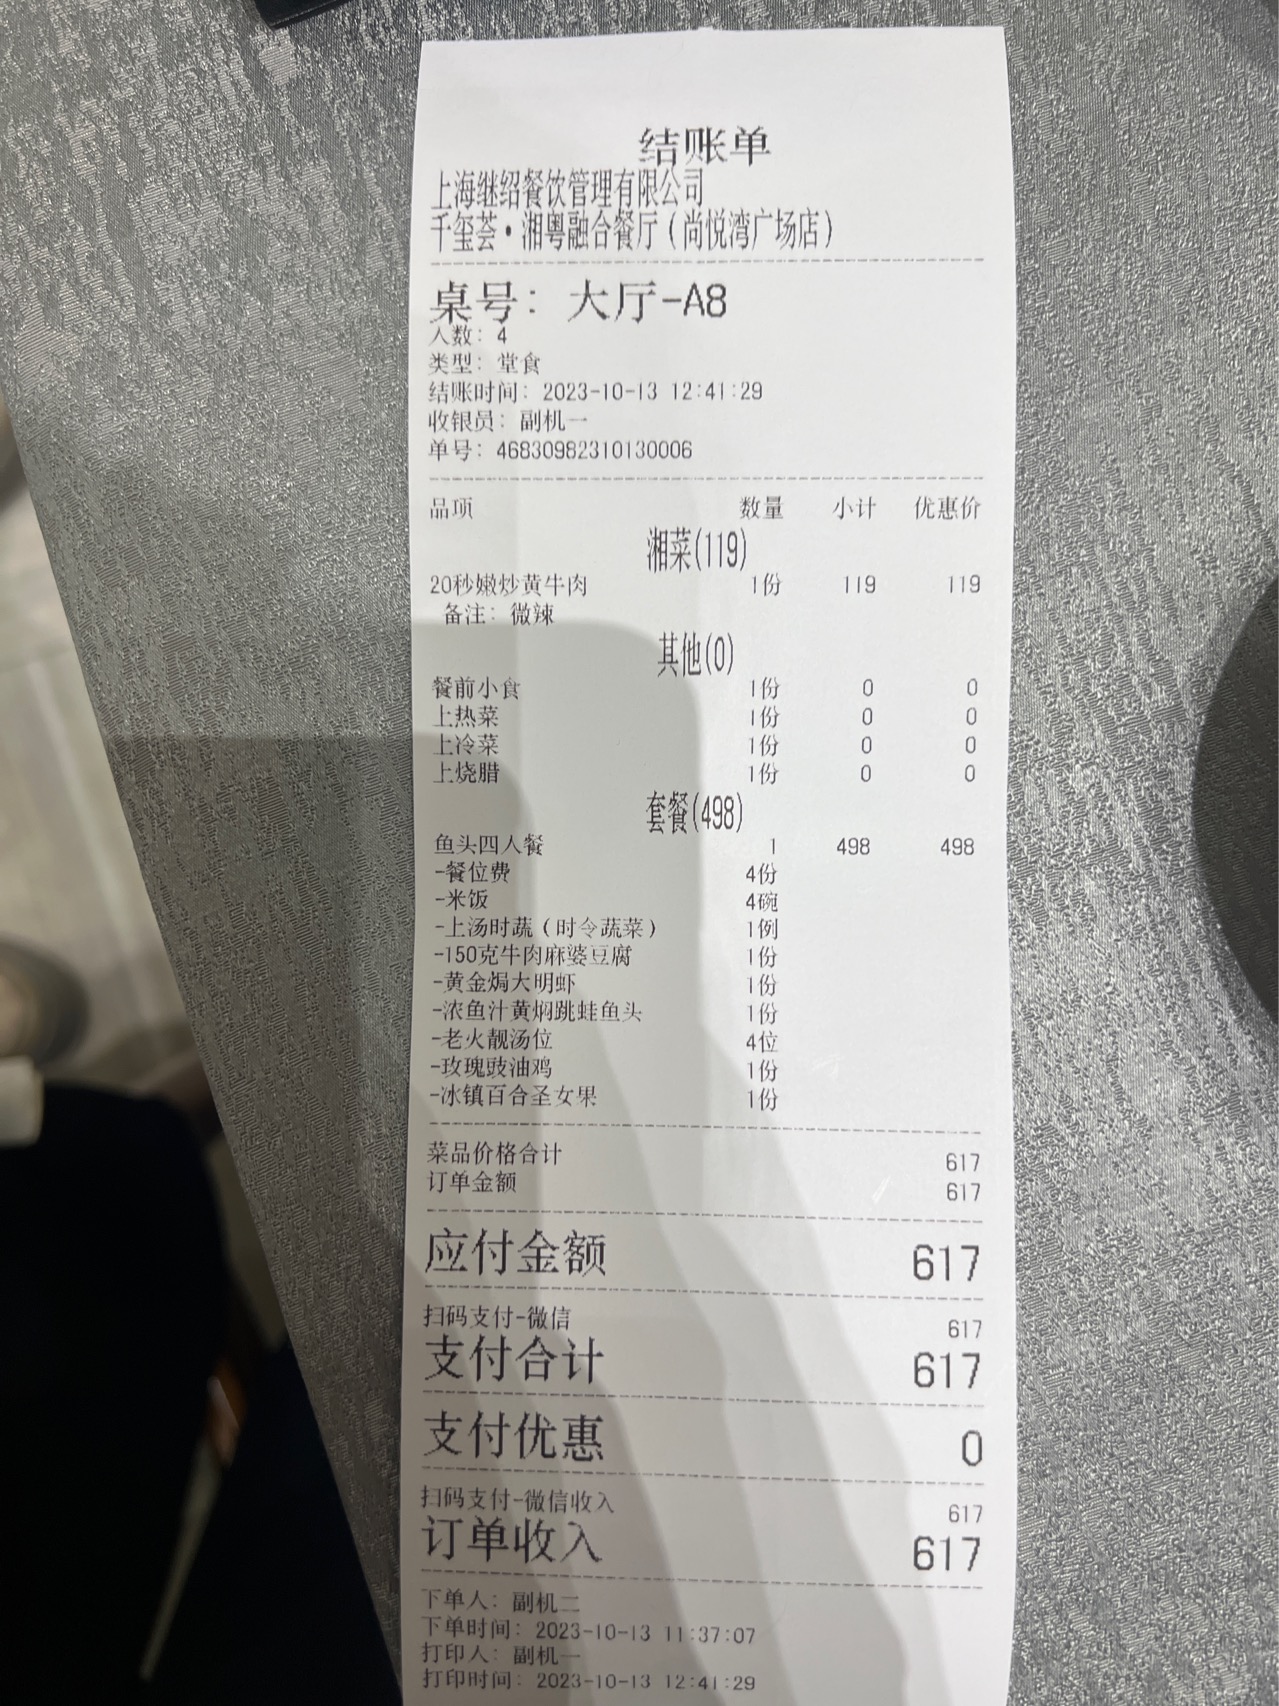 结账单
上海继绍餐饮管理有限公司
千玺荟·湘粤融合餐厅(尚悦湾广场店)
桌号: 大厅-A8
人数: 4
类型: 堂食
结账时间: 2023-10-13 12:41:29
收银员: 副机一
单号: 46830982310130006
品项 数量 小计 优惠价
湘菜(119)
20秒嫩炒黄牛肉 1份 119 119
备注: 微辣
其他(0)
餐前小食 1份 0 0
上热菜 1份 0 0
上冷菜 1份 0 0
上烧腊 1份 0 0
套餐(498)
鱼头四人餐 1 498 498
-餐位费 4份
-米饭 4碗
-上汤时蔬(时令蔬菜) 1例
-150克牛肉麻婆豆腐 1份
-黄金焗大明虾 1份
-浓鱼汁黄焖跳蛙鱼头 1份
-老火靓汤位 4位
-玫瑰豉油鸡 1份
-冰镇百合圣女果 1份
菜品价格合计 617
订单金额 617
应付金额 617
扫码支付-微信 617
支付合计 617
支付优惠 0
扫码支付-微信收入 617
订单收入 617
下单人: 副机二
下单时间: 2023-10-13 11:37:07
打印人: 副机一
打印时间: 2023-10-13 12:41:29